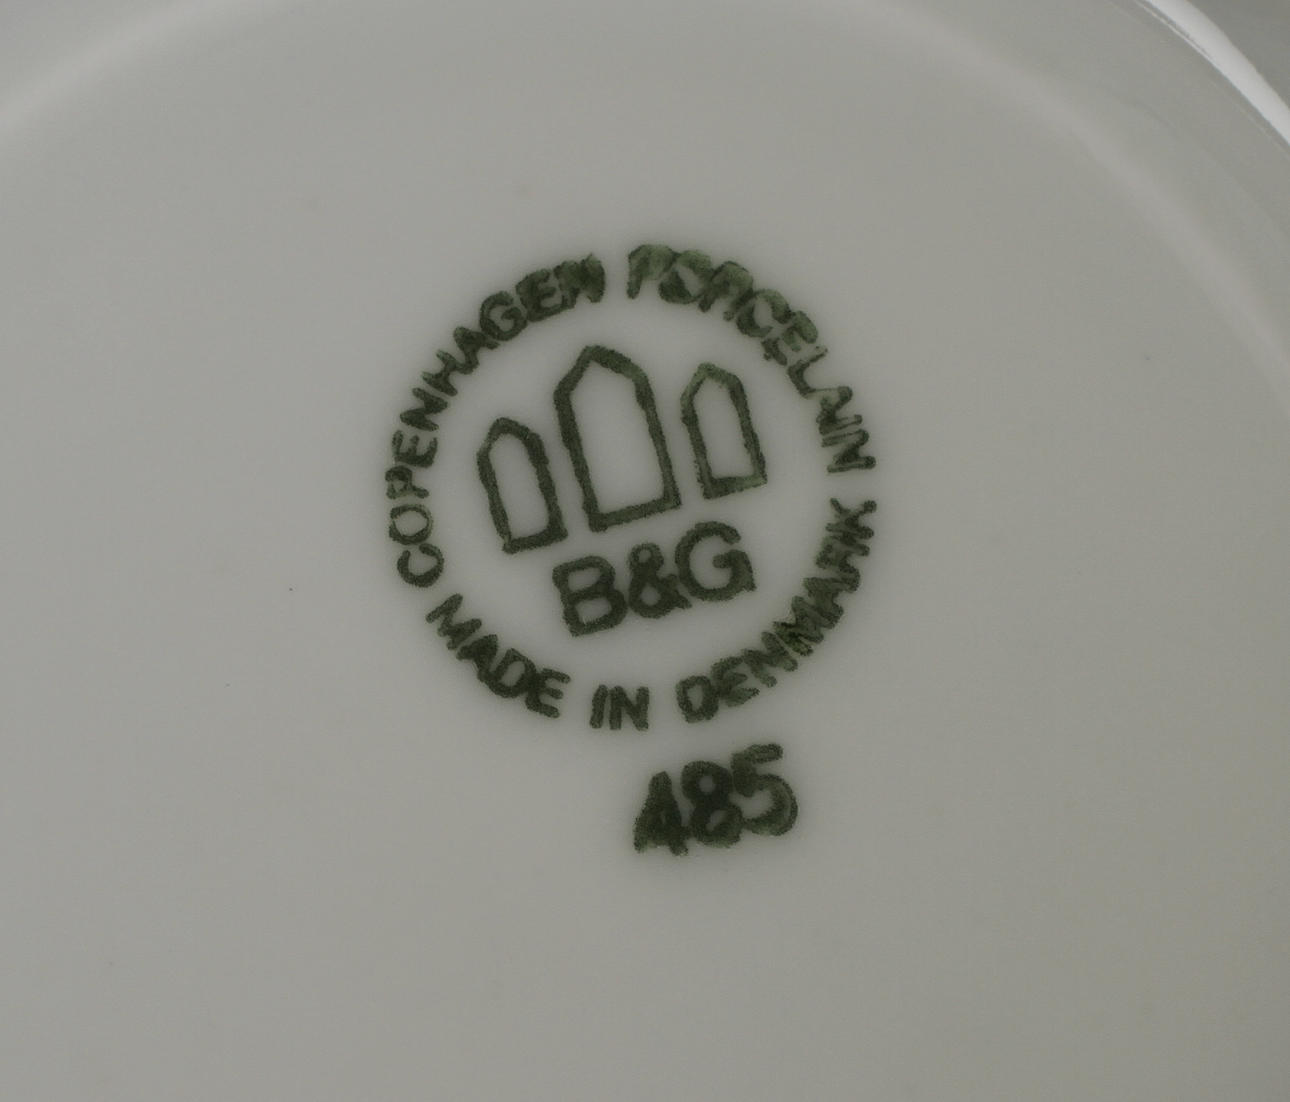 COPENHAGEN PORCELAIN
B&G
MADE IN DENMARK
485